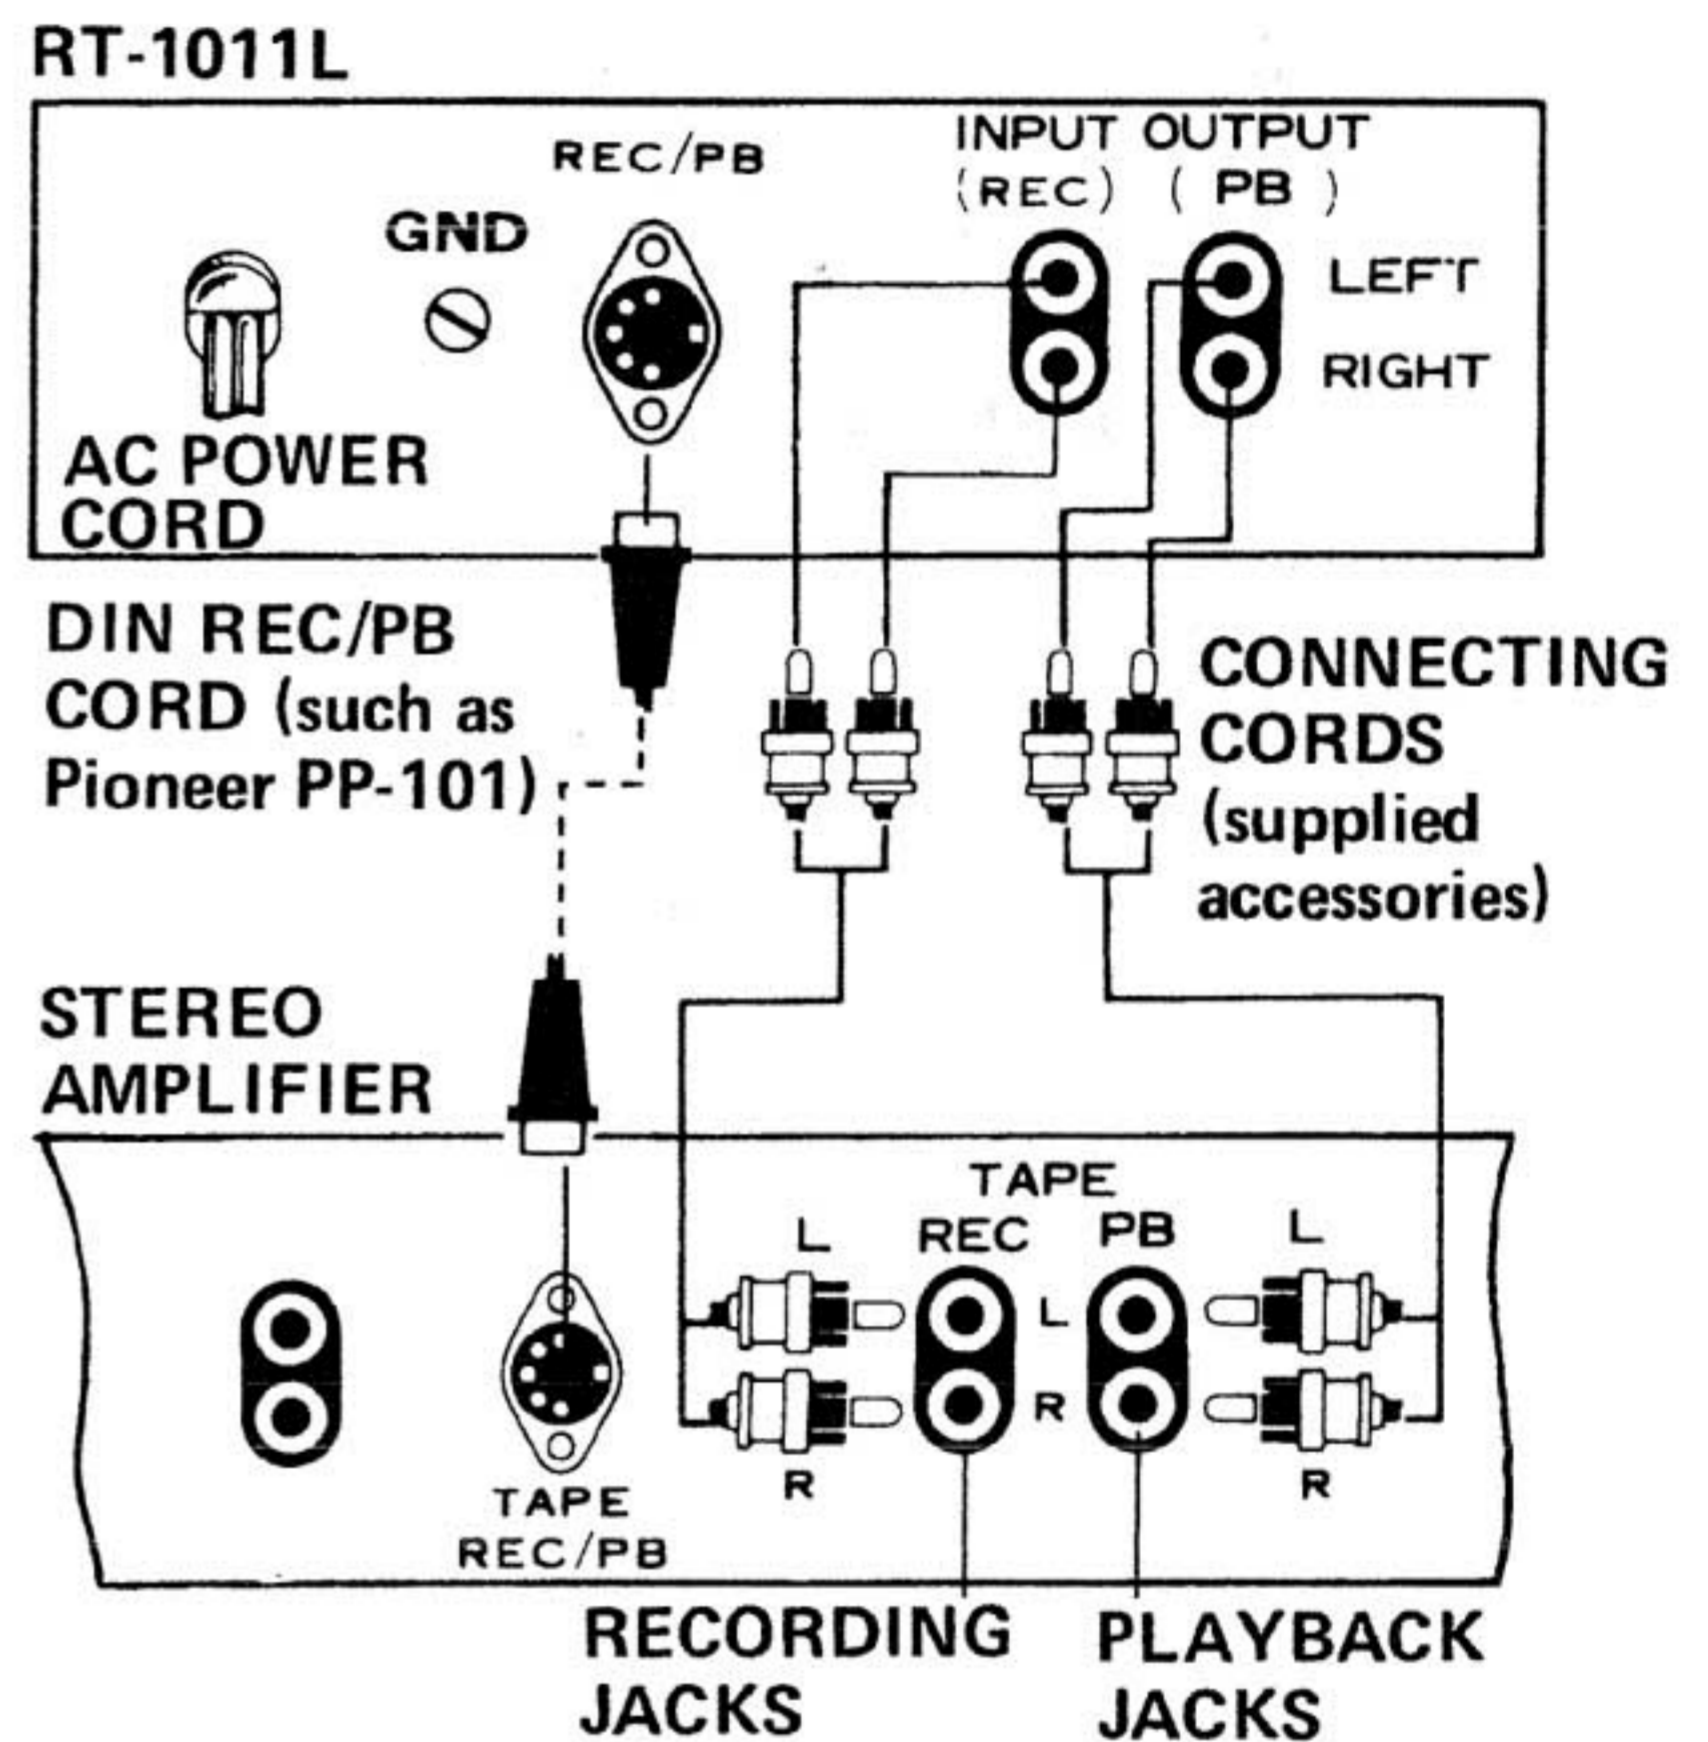 RT-1011L
INPUT OUTPUT
REC/PB
(REC) ( PB )
GND
LEFT
RIGHT
AC POWER
CORD
DIN REC/PB
CORD (such as
Pioneer PP-101)
CONNECTING
CORDS
(supplied
accessories)
STEREO
AMPLIFIER
TAPE
L REC PB L
L
R
R R
TAPE
REC/PB
RECORDING
JACKS
PLAYBACK
JACKS